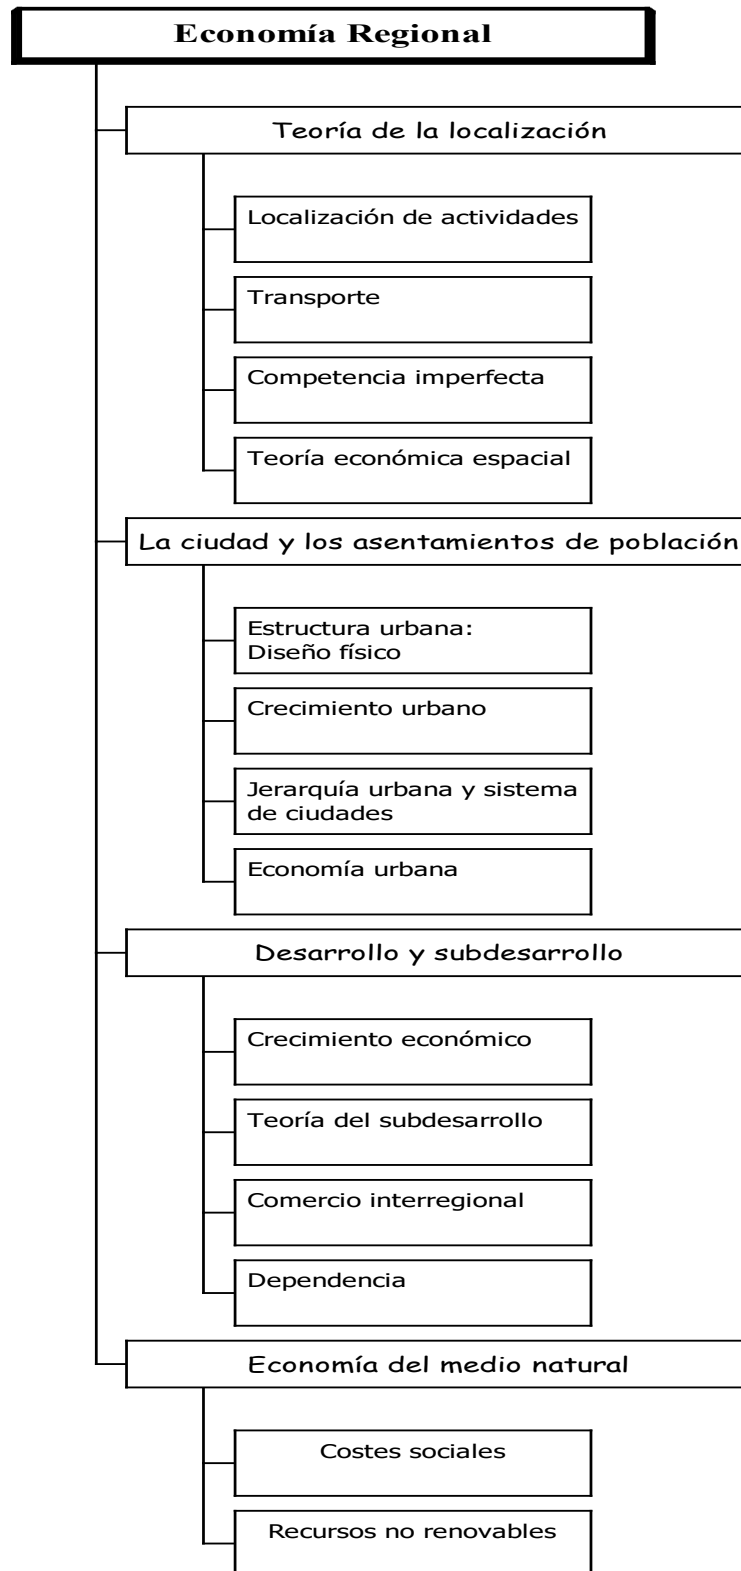 Economía Regional
Teoría de la localización
Localización de actividades
Transporte
Competencia imperfecta
Teoría económica espacial
La ciudad y los asentamientos de población
Estructura urbana:
Diseño físico
Crecimiento urbano
Jerarquía urbana y sistema
de ciudades
Economía urbana
Desarrollo y subdesarrollo
Crecimiento económico
Teoría del subdesarrollo
Comercio interregional
Dependencia
Economía del medio natural
Costes sociales
Recursos no renovables